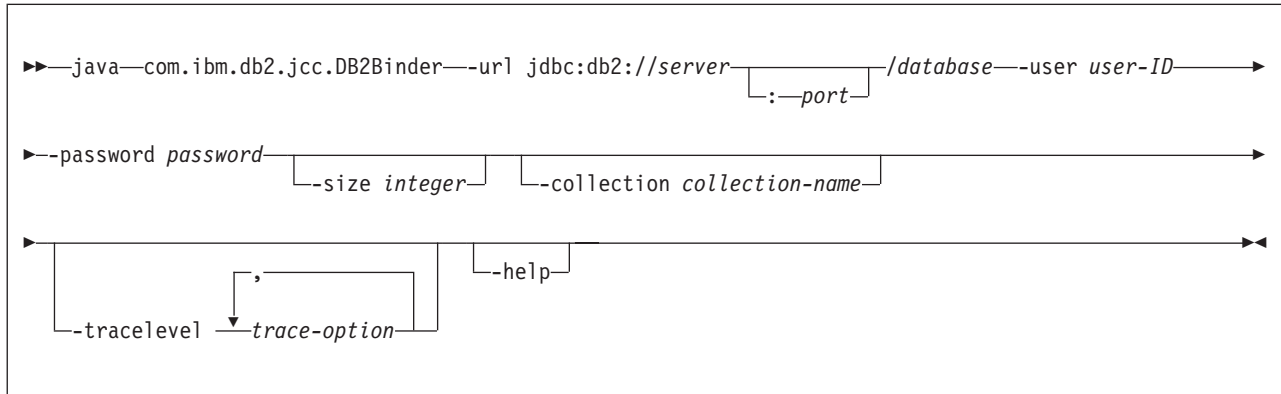 java com.ibm.db2.jcc.DB2Binder -url jdbc:db2://server /database -user user-ID
: port
-password password
-size integer -collection collection-name
,
-help
-tracelevel trace-option